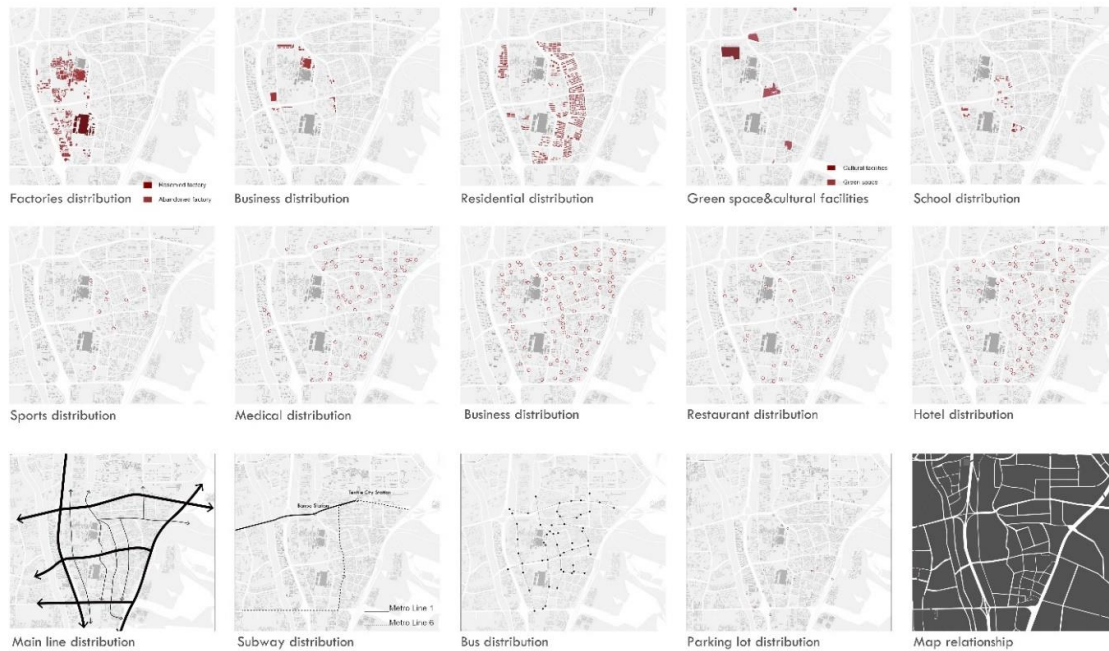 Reserved factory
Abandoned factory
Factories distribution
Business distribution
Residential distribution
Cultural facilities
Green space
Green space&cultural facilities
School distribution
Sports distribution
Medical distribution
Business distribution
Restaurant distribution
Hotel distribution
Main line distribution
Textile City Station
Banpo Station
Metro Line 1
Metro Line 6
Subway distribution
Bus distribution
Parking lot distribution
Map relationship